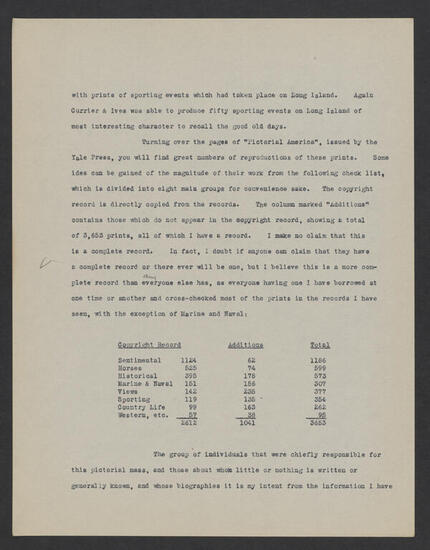 with prints of sporting events which had taken place on Long Island. Again
Currier & Ives was able to produce fifty sporting events on Long Island of
most interesting character to recall the good old days.
Turning over the pages of "Pictorial America", issued by the
Yale Press, you will find great numbers of reproductions of these prints. Some
idea can be gained of the magnitude of their work from the following check list,
which is divided into eight main groups for convenience sake. The copyright
record is directly copied from the records. The column marked "Additions"
contains those which do not appear in the copyright record, showing a total
of 3,653 prints, all of which I have a record. I make no claim that this
is a complete record. In fact, I doubt if anyone can claim that they have
a complete record or there ever will be one, but I believe this is a more com-
plete record than everyone else has, as everyone having one I have borrowed at
one time or another and cross-checked most of the prints in the records I have
seen, with the exception of Marine and Naval:
Copyright Record Additions Total
Sentimental 1124 62 1186
Horses 525 74 599
Historical 395 178 573
Marine & Naval 151 156 307
Views 142 235 377
Sporting 119 135 254
Country Life 99 163 262
Western, etc. 57 38 95
2612 1041 3653
The group of individuals that were chiefly responsible for
this pictorial mass, and those about whom little or nothing is written or
generally known, and whose biographies it is my intent from the information I have